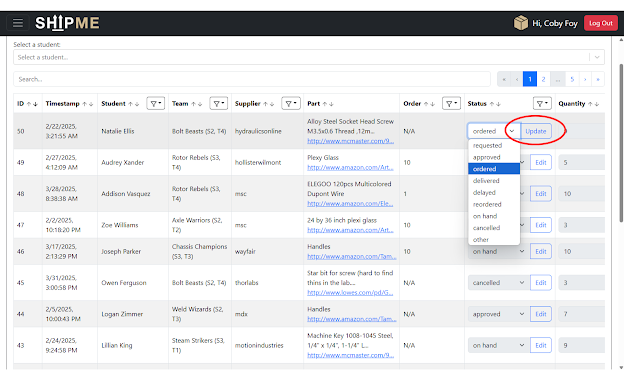 SHIPME
Hi, Coby Foy
Log Out
Select a student:
Select a student...
Search...
« ‹ 1 2 ... 5 › »
ID Timestamp Student Team Supplier Part Order Status Quantity
50
2/22/2025,
3:21:55 AM
Natalie Ellis
Bolt Beasts (S2, T4)
hydraulicsonline
Alloy Steel Socket Head Screw
M3.5x0.6 Thread ,12m...
https://www.mcmaster.com/9...
N/A
ordered
Update
requested
approved
ordered
delivered
delayed
reordered
on hand
cancelled
other
49
2/27/2025,
4:12:09 AM
Audrey Xander
Rotor Rebels (S3,
T4)
hollisterwilmont
Plexy Glass
https://www.amazon.com/Art...
10
Edit
5
48
3/28/2025,
8:38:38 AM
Addison Vasquez
Rotor Rebels (S3,
T4)
msc
ELEGOO 120pcs Multicolored
Dupont Wire
https://www.amazon.com/Ele...
1
Edit
10
47
2/2/2025,
10:18:20 PM
Zoe Williams
Axle Warriors (S2,
T2)
msc
24 by 36 inch plexi glass
https://www.amazon.com/Art...
10
Edit
3
46
3/17/2025,
2:13:29 PM
Joseph Parker
Chassis Champions
(S3, T3)
wayfair
Handles
https://www.amazon.com/Tam...
10
on hand
Edit
10
45
3/31/2025,
3:00:58 PM
Owen Ferguson
Bolt Beasts (S2, T4)
thorlabs
Star bit for screw (hard to find
thins in the lab,...
https://www.lowes.com/pd/G...
cancelled
Edit
3
44
2/5/2025,
10:00:43 PM
Logan Zimmer
Weld Wizards (S2,
T3)
mdx
Handles
https://www.amazon.com/Tam...
N/A
approved
Edit
7
43
2/24/2025,
9:24:58 PM
Lillian King
Steam Strikers (S3,
T1)
motionindustries
Machine Key 1008-1045 Steel,
1/4" x 1/4", 1-1/4" L...
https://www.mcmaster.com/9...
N/A
on hand
Edit
9